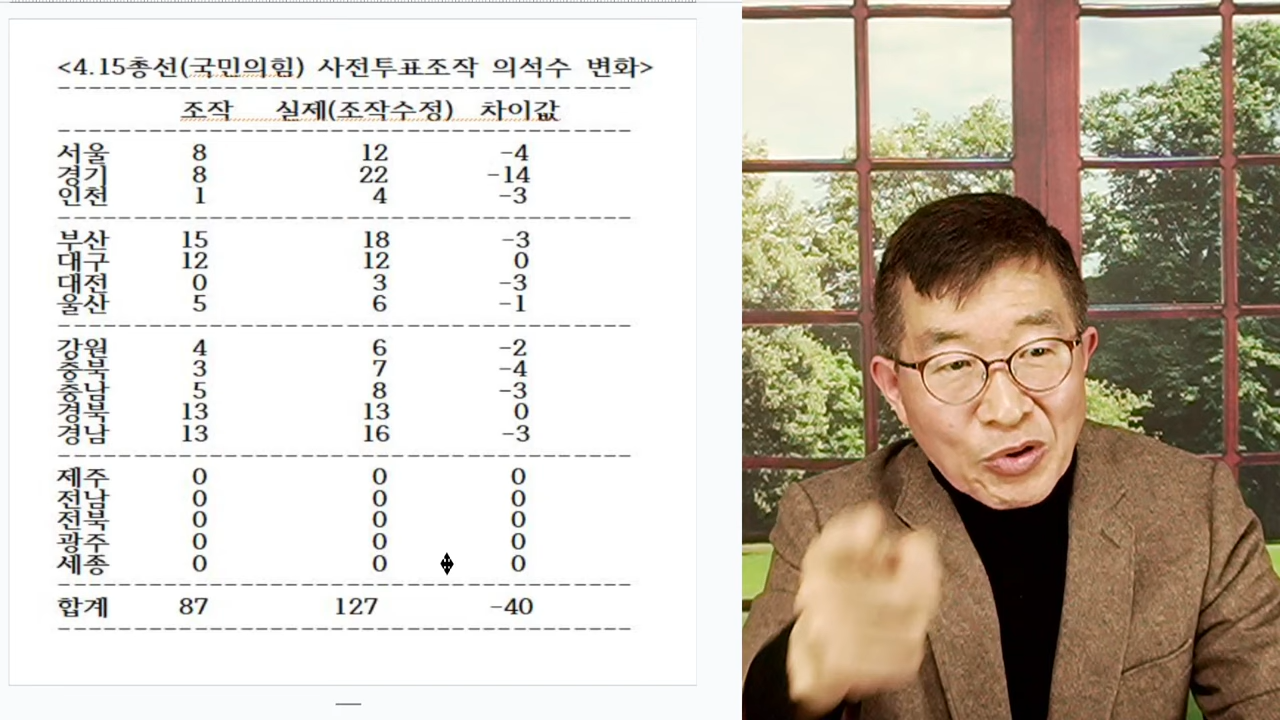 <4.15총선(국민의힘) 사전투표조작 의석수 변화>
조작 실제(조작수정) 차이값
서울 8 12 -4
경기 8 22 -14
인천 1 4 -3
부산 15 18 -3
대구 12 12 0
대전 0 3 -3
울산 5 6 -1
강원 4 6 -2
충북 3 7 -4
충남 5 8 -3
경북 13 13 0
경남 13 16 -3
제주 0 0 0
전남 0 0 0
전북 0 0 0
광주 0 0 0
세종 0 0 0
합계 87 127 -40